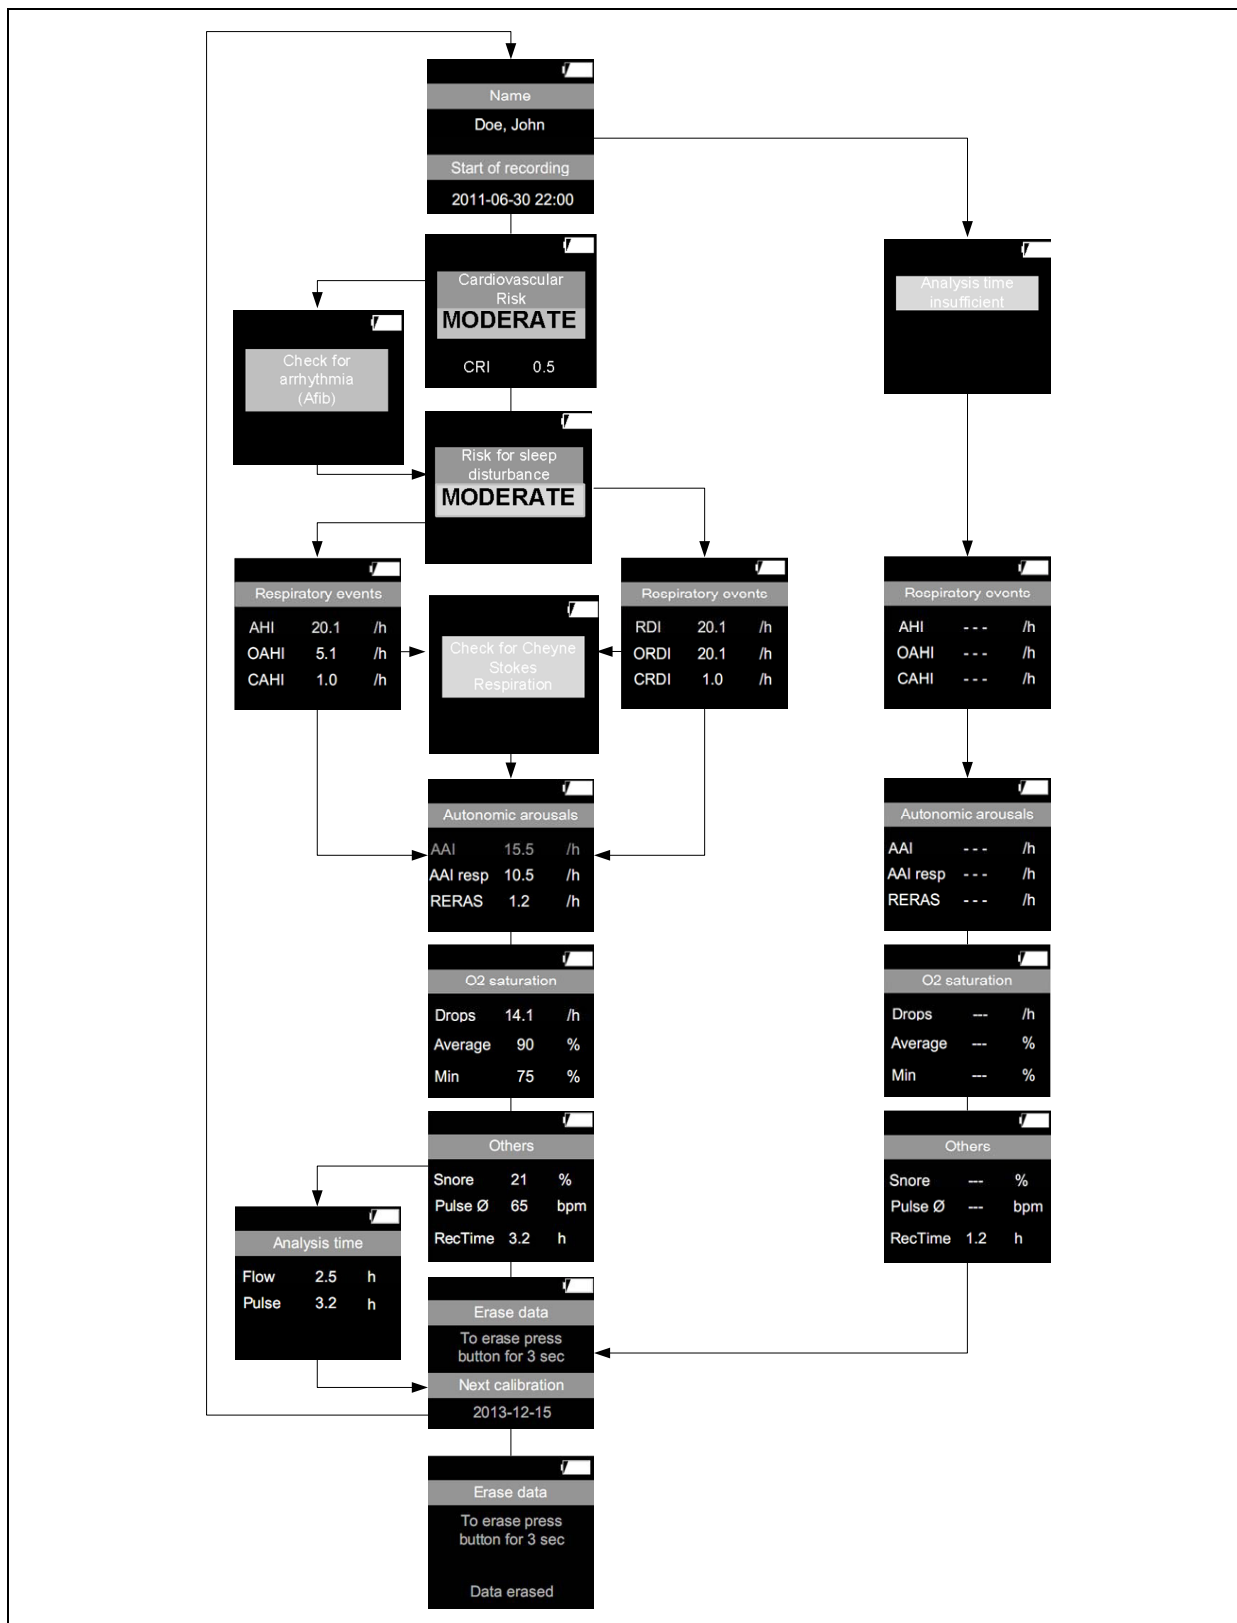 Name
Doe, John
Start of recording
2011-06-30 22:00
Cardiovascular
Risk
MODERATE
CRI 0.5
Analysis time
insufficient
Check for
arrhythmia
(Afib)
Risk for sleep
disturbance
MODERATE
Respiratory events
AHI 20.1 /h
OAHI 5.1 /h
CAHI 1.0 /h
Check for Cheyne
Stokes
Respiration
Respiratory events
RDI 20.1 /h
ORDI 20.1 /h
CRDI 1.0 /h
Respiratory events
AHI - - - /h
OAHI - - - /h
CAHI - - - /h
Autonomic arousals
AAI 15.5 /h
AAI resp 10.5 /h
RERAS 1.2 /h
Autonomic arousals
AAI - - - /h
AAI resp - - - /h
RERAS - - - /h
O2 saturation
Drops 14.1 /h
Average 90 %
Min 75 %
O2 saturation
Drops --- /h
Average --- %
Min --- %
Others
Snore 21 %
Pulse Ø 65 bpm
RecTime 3.2 h
Others
Snore --- %
Pulse Ø --- bpm
RecTime 1.2 h
Analysis time
Flow 2.5 h
Pulse 3.2 h
Erase data
To erase press
button for 3 sec
Next calibration
2013-12-15
Erase data
To erase press
button for 3 sec
Data erased